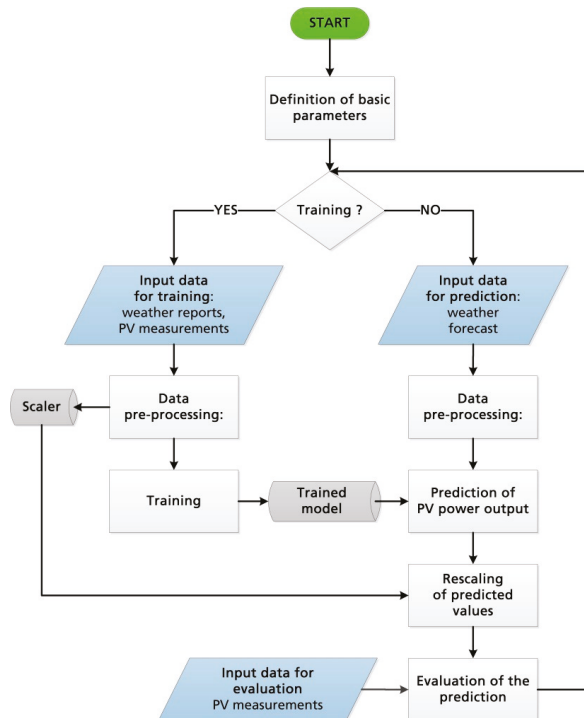 START
Definition of basic
parameters
Training ?
YES
NO
Input data
for training:
weather reports,
PV measurements
Input data
for prediction:
weather
forecast
Scaler
Data
pre-processing:
Data
pre-processing:
Training
Trained
model
Prediction of
PV power output
Rescaling
of predicted
values
Input data for
evaluation
PV measurements
Evaluation of the
prediction